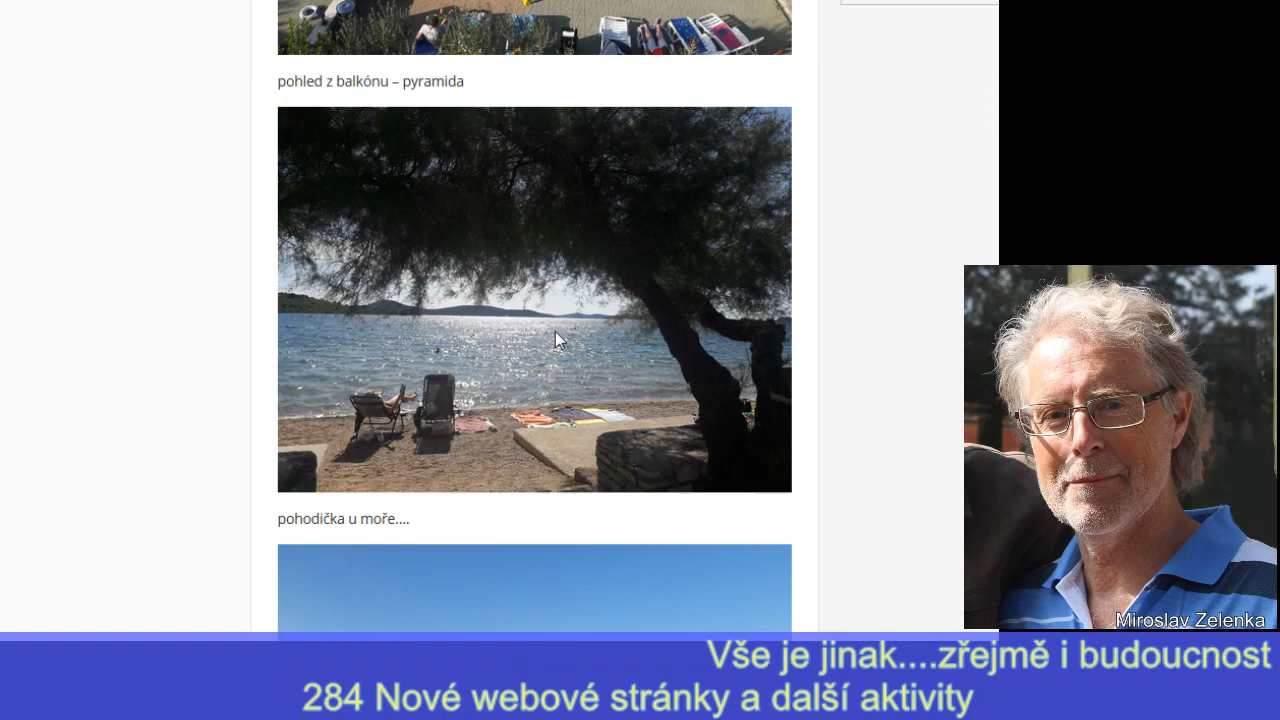 pohled z balkónu – pyramida
pohodička u moře....
Miroslav Zelenka
Vše je jinak....zřejmě i budoucnost
284 Nové webové stránky a další aktivity